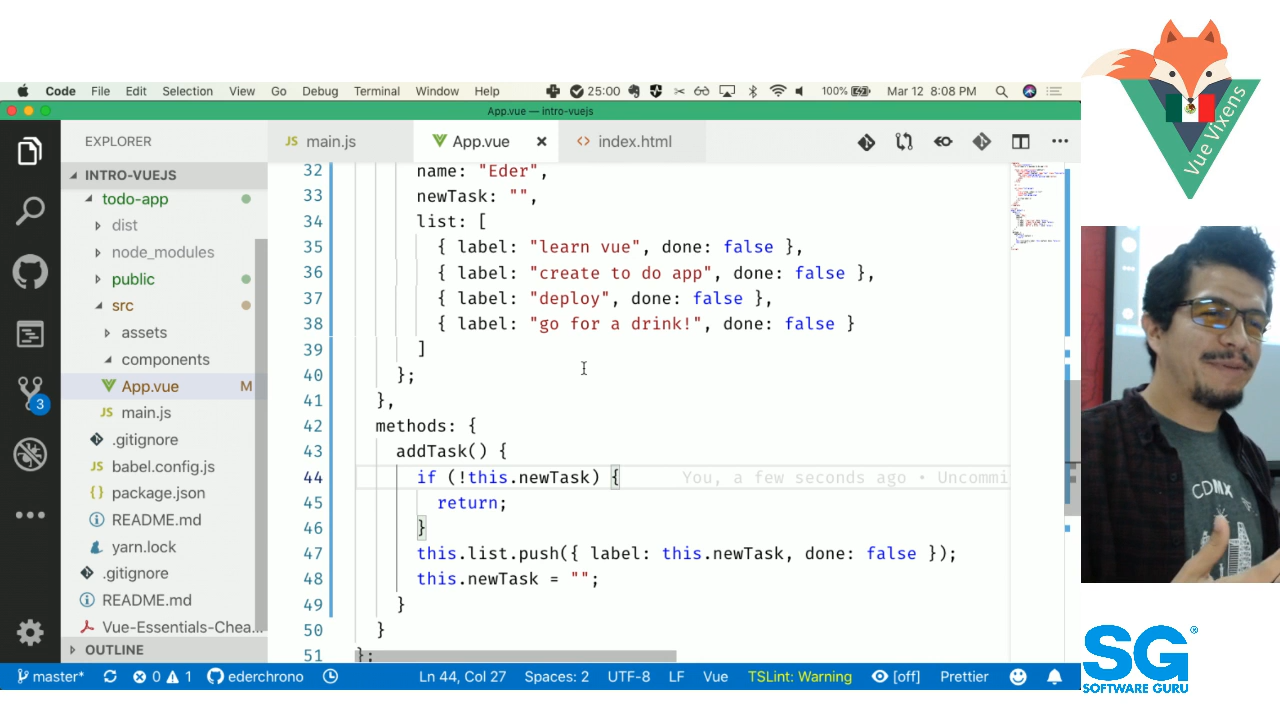 Code File Edit Selection View Go Debug Terminal Window Help 25:00 100% Mar 12 8:08 PM
App.vue — intro-vuejs
EXPLORER
JS main.js
App.vue
<> index.html
INTRO-VUEJS
todo-app
dist
node_modules
public
src
assets
components
App.vue M
JS main.js
.gitignore
JS babel.config.js
{} package.json
README.md
yarn.lock
.gitignore
README.md
Vue-Essentials-Chea...
OUTLINE
3
32 name: "Eder",
33 newTask: "",
34 list: [
35 { label: "learn vue", done: false },
36 { label: "create to do app", done: false },
37 { label: "deploy", done: false },
38 { label: "go for a drink!", done: false }
39 ]
40 };
41 },
42 methods: {
43 addTask() {
44 if (!this.newTask) { You, a few seconds ago • Uncommi
45 return;
46 }
47 this.list.push({ label: this.newTask, done: false });
48 this.newTask = "";
49 }
50 }
51 };
master* 0 1 ederchrono Ln 44, Col 27 Spaces: 2 UTF-8 LF Vue TSLint: Warning [off] Prettier
Vue Vixens
CDMX
SG®
SOFTWARE GURU